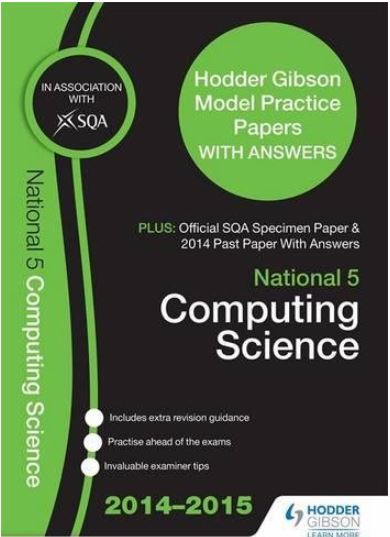 IN ASSOCIATION
WITH
SQA
Hodder Gibson
Model Practice
Papers
WITH ANSWERS
PLUS: Official SQA Specimen Paper &
2014 Past Paper With Answers
National 5
Computing
Science
National 5 Computing Science
Includes extra revision guidance
Practise ahead of the exams
Invaluable examiner tips
2014–2015
HODDER
GIBSON
LEARN MORE